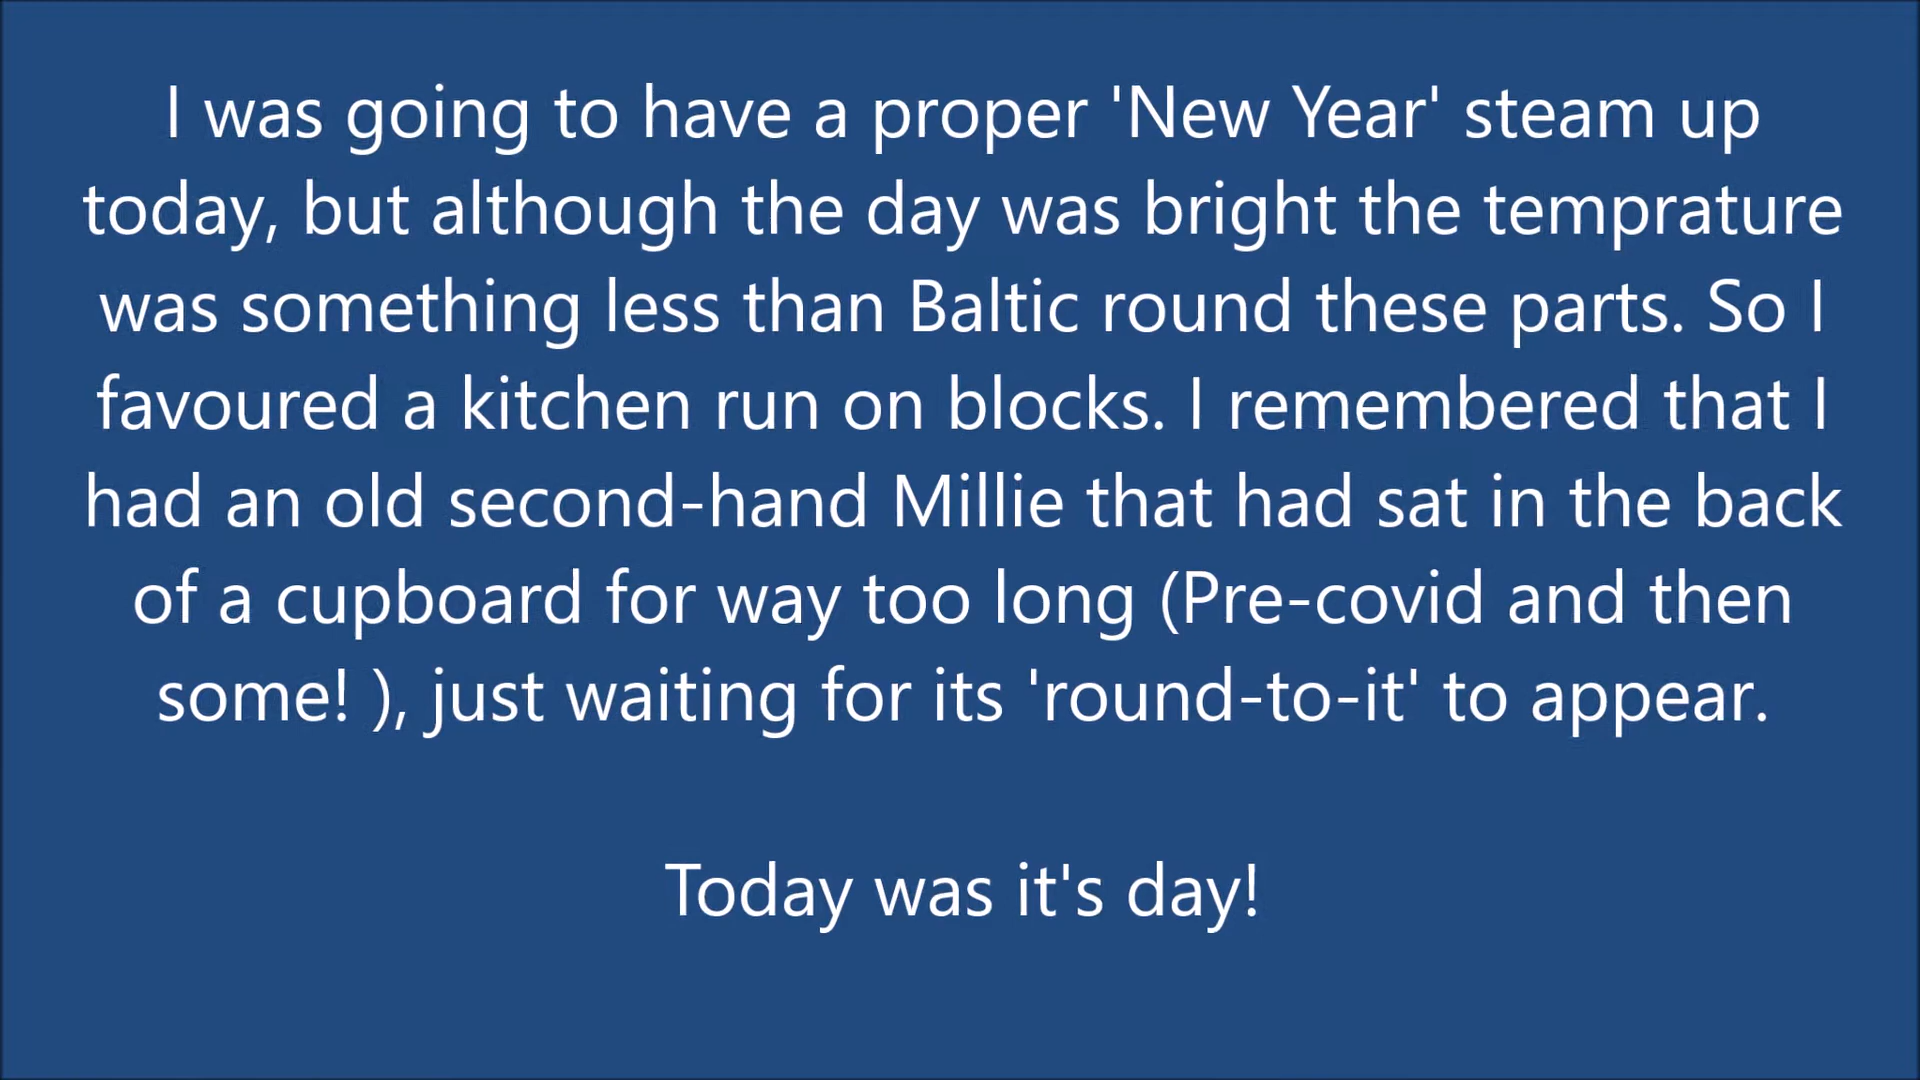 I was going to have a proper 'New Year' steam up
today, but although the day was bright the temprature
was something less than Baltic round these parts. So I
favoured a kitchen run on blocks. I remembered that I
had an old second-hand Millie that had sat in the back
of a cupboard for way too long (Pre-covid and then
some! ), just waiting for its 'round-to-it' to appear.
Today was it's day!